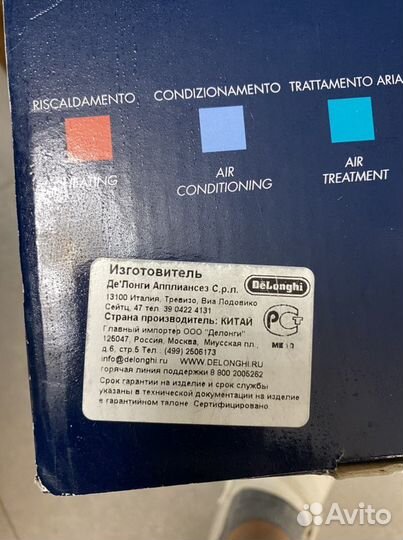 RISCALDAMENTO CONDIZIONAMENTO TRATTAMENTO ARIA
HEATING
AIR
CONDITIONING
AIR
TREATMENT
Изготовитель
Де'Лонги Апплиансез С.р.л.
DeLonghi
13100 Италия, Тревизо, Виа Лодовико
Сейтц, 47 тел. 39 0422 4131
Страна производитель: КИТАЙ
Главный импортер ООО "Делонги"
125047, Россия, Москва, Миусская пл.,
д.6, стр.5 Тел.: (499) 2506173
info@delonghi.ru WWW.DELONGHI.RU
горячая линия поддержки 8 800 2005262
Срок гарантии на изделие и срок службы
указаны в технической документации на изделие
в гарантийном талоне. Сертифицировано
Avito